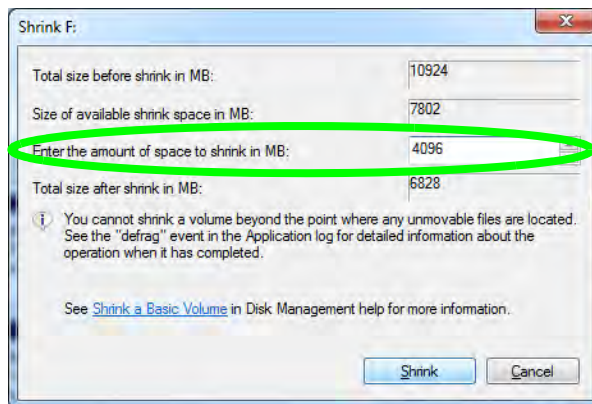 Shrink F:
Total size before shrink in MB: 10924
Size of available shrink space in MB: 7802
Enter the amount of space to shrink in MB: 4096
Total size after shrink in MB: 6828
You cannot shrink a volume beyond the point where any unmovable files are located.
See the "defrag" event in the Application log for detailed information about the
operation when it has completed.
See Shrink a Basic Volume in Disk Management help for more information.
Shrink Cancel